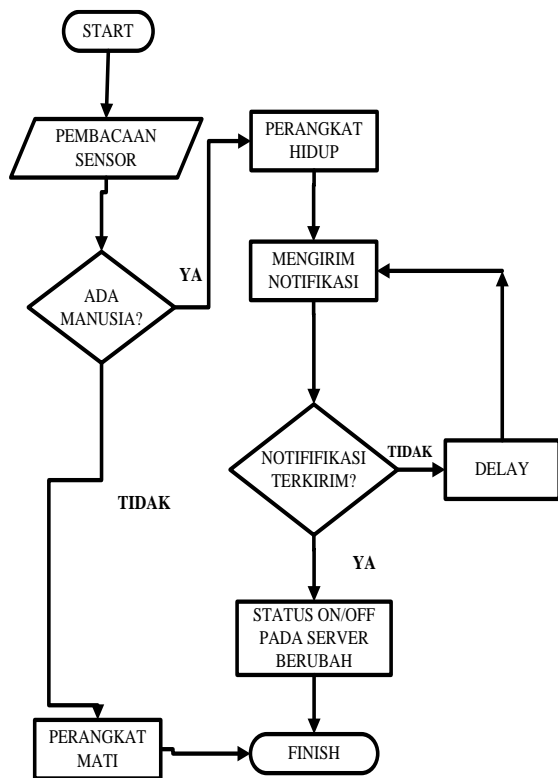 START
PEMBACAAN
SENSOR
PERANGKAT
HIDUP
YA
MENGIRIM
NOTIFIKASI
ADA
MANUSIA?
NOTIFIFIKASI
TERKIRIM?
TIDAK
DELAY
TIDAK
YA
STATUS ON/OFF
PADA SERVER
BERUBAH
PERANGKAT
MATI
FINISH